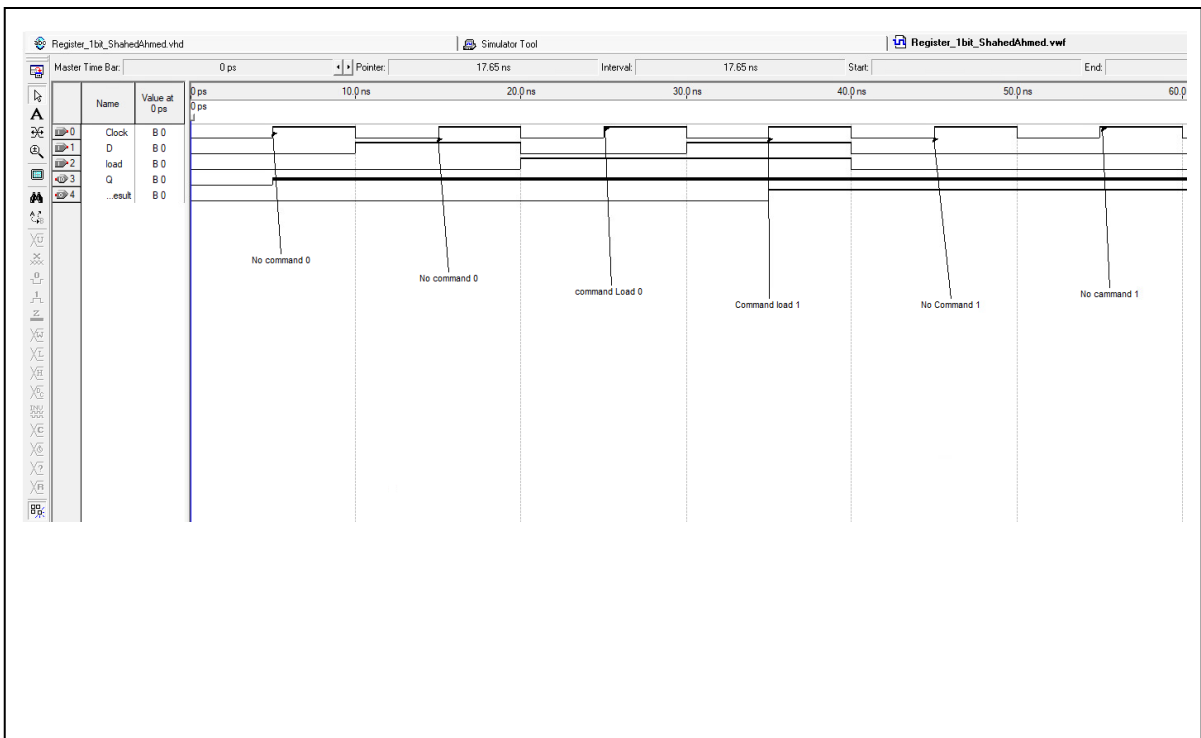 Register_1bit_ShahedAhmed.vhd Simulator Tool Register_1bit_ShahedAhmed.vwf
Master Time Bar: 0 ps Pointer: 17.65 ns Interval: 17.65 ns Start: End:
Name Value at 0 ps
0 ps 10.0 ns 20.0 ns 30.0 ns 40.0 ns 50.0 ns 60.0
0 ps
0 Clock B 0
1 D B 0
2 load B 0
3 Q B 0
4 ...esult B 0
No command 0
No command 0
command Load 0
Command load 1
No Command 1
No cammand 1